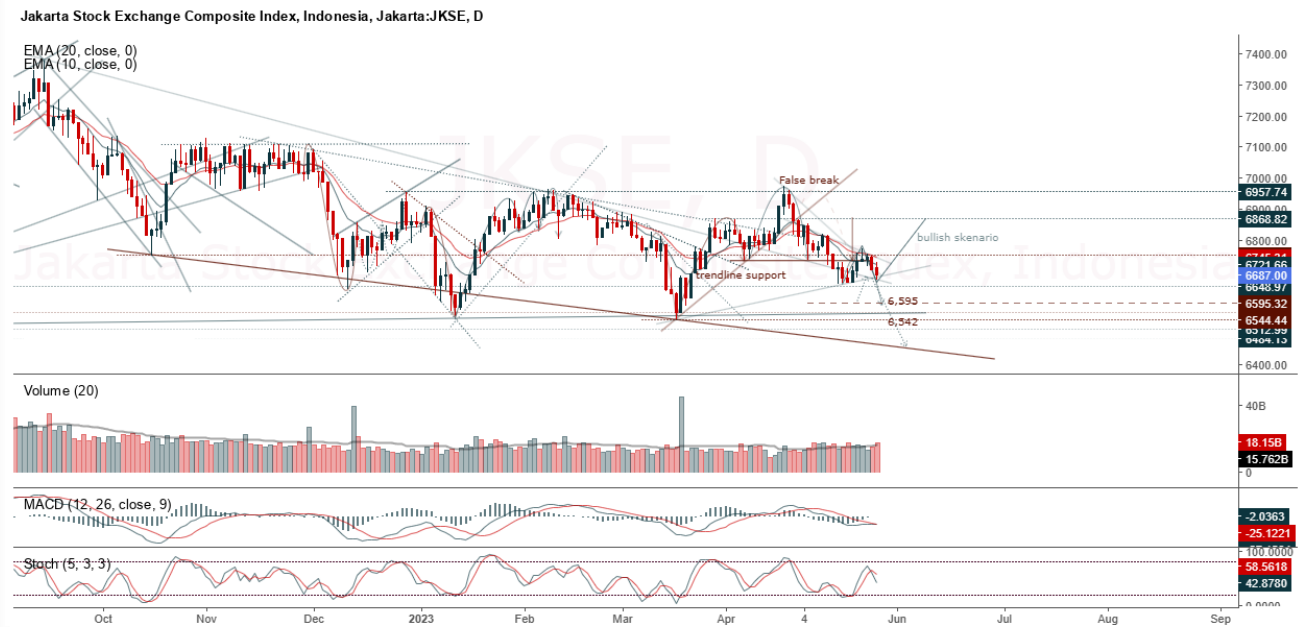 Jakarta Stock Exchange Composite Index, Indonesia, Jakarta:JKSE, D
EMA (20, close, 0)
EMA (10, close, 0)
JKSE, D
7400.00
7300.00
7200.00
7100.00
7000.00
6957.74
6900.00
6868.82
6800.00
6721.66
6687.00
6648.97
6595.32
6544.44
6512.99
6484.13
6400.00
False break
bullish skenario
trendline support
6,595
6,542
Volume (20)
40B
18.15B
15.762B
0
MACD (12, 26, close, 9)
-2.0363
-25.1221
Stoch (5, 3, 3)
100.0000
58.5618
42.8780
0.0000
Oct Nov Dec 2023 Feb Mar Apr 4 Jun Jul Aug Sep